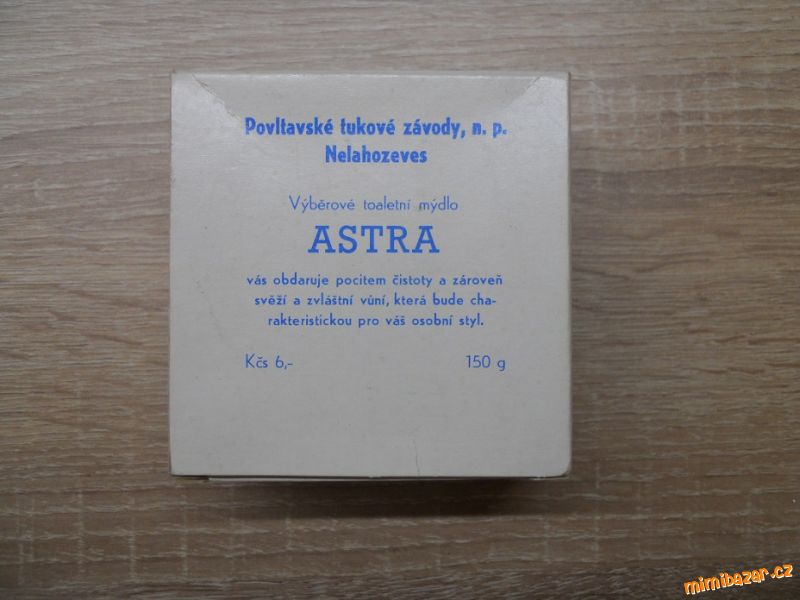 Povltavské tukové závody, n. p.
Nelahozeves
Výběrové toaletní mýdlo
ASTRA
vás obdaruje pocitem čistoty a zároveň
svěží a zvláštní vůní, která bude cha-
rakteristickou pro váš osobní styl.
Kčs 6,- 150 g
mimibazar.cz